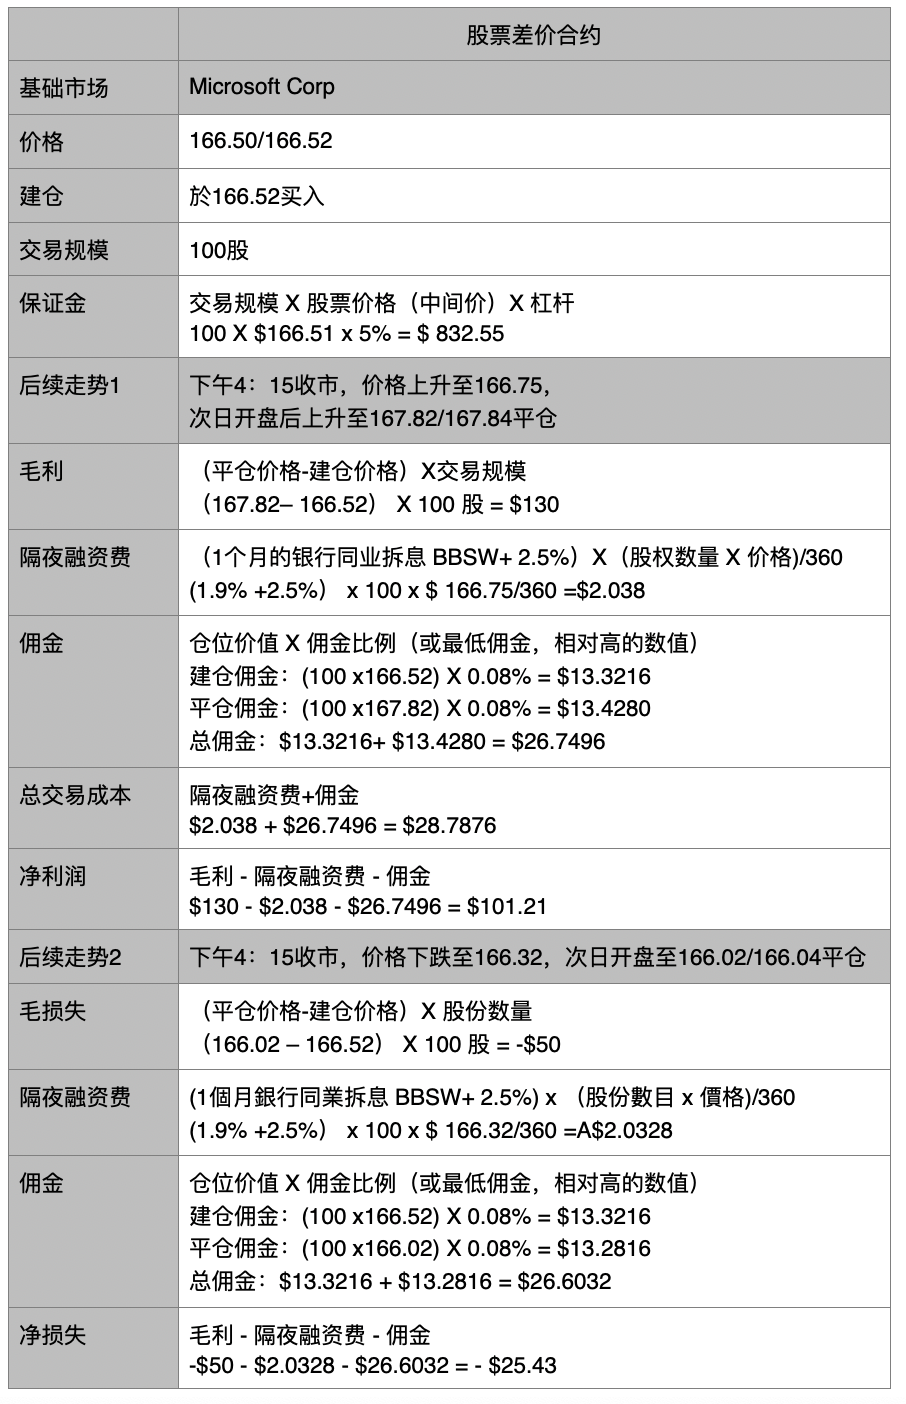 股票差价合约
基础市场
Microsoft Corp
价格
166.50/166.52
建仓
於166.52买入
交易规模
100股
保证金
交易规模 X 股票价格（中间价）X 杠杆
100 X $166.51 x 5% = $ 832.55
后续走势1
下午4：15收市，价格上升至166.75，
次日开盘后上升至167.82/167.84平仓
毛利
（平仓价格-建仓价格）X交易规模
（167.82– 166.52） X 100 股 = $130
隔夜融资费
（1个月的银行同业拆息 BBSW+ 2.5%）X（股权数量 X 价格)/360
(1.9% +2.5%） x 100 x $ 166.75/360 =$2.038
佣金
仓位价值 X 佣金比例（或最低佣金，相对高的数值）
建仓佣金：(100 x166.52) X 0.08% = $13.3216
平仓佣金：(100 x167.82) X 0.08% = $13.4280
总佣金：$13.3216+ $13.4280 = $26.7496
总交易成本
隔夜融资费+佣金
$2.038 + $26.7496 = $28.7876
净利润
毛利 - 隔夜融资费 - 佣金
$130 - $2.038 - $26.7496 = $101.21
后续走势2
下午4：15收市，价格下跌至166.32，次日开盘至166.02/166.04平仓
毛损失
（平仓价格-建仓价格）X 股份数量
（166.02 – 166.52） X 100 股 = -$50
隔夜融资费
(1個月銀行同業拆息 BBSW+ 2.5%) x （股份數目 x 價格)/360
(1.9% +2.5%） x 100 x $ 166.32/360 =A$2.0328
佣金
仓位价值 X 佣金比例（或最低佣金，相对高的数值）
建仓佣金：(100 x166.52) X 0.08% = $13.3216
平仓佣金：(100 x166.02) X 0.08% = $13.2816
总佣金：$13.3216 + $13.2816 = $26.6032
净损失
毛利 - 隔夜融资费 - 佣金
-$50 - $2.0328 - $26.6032 = - $25.43